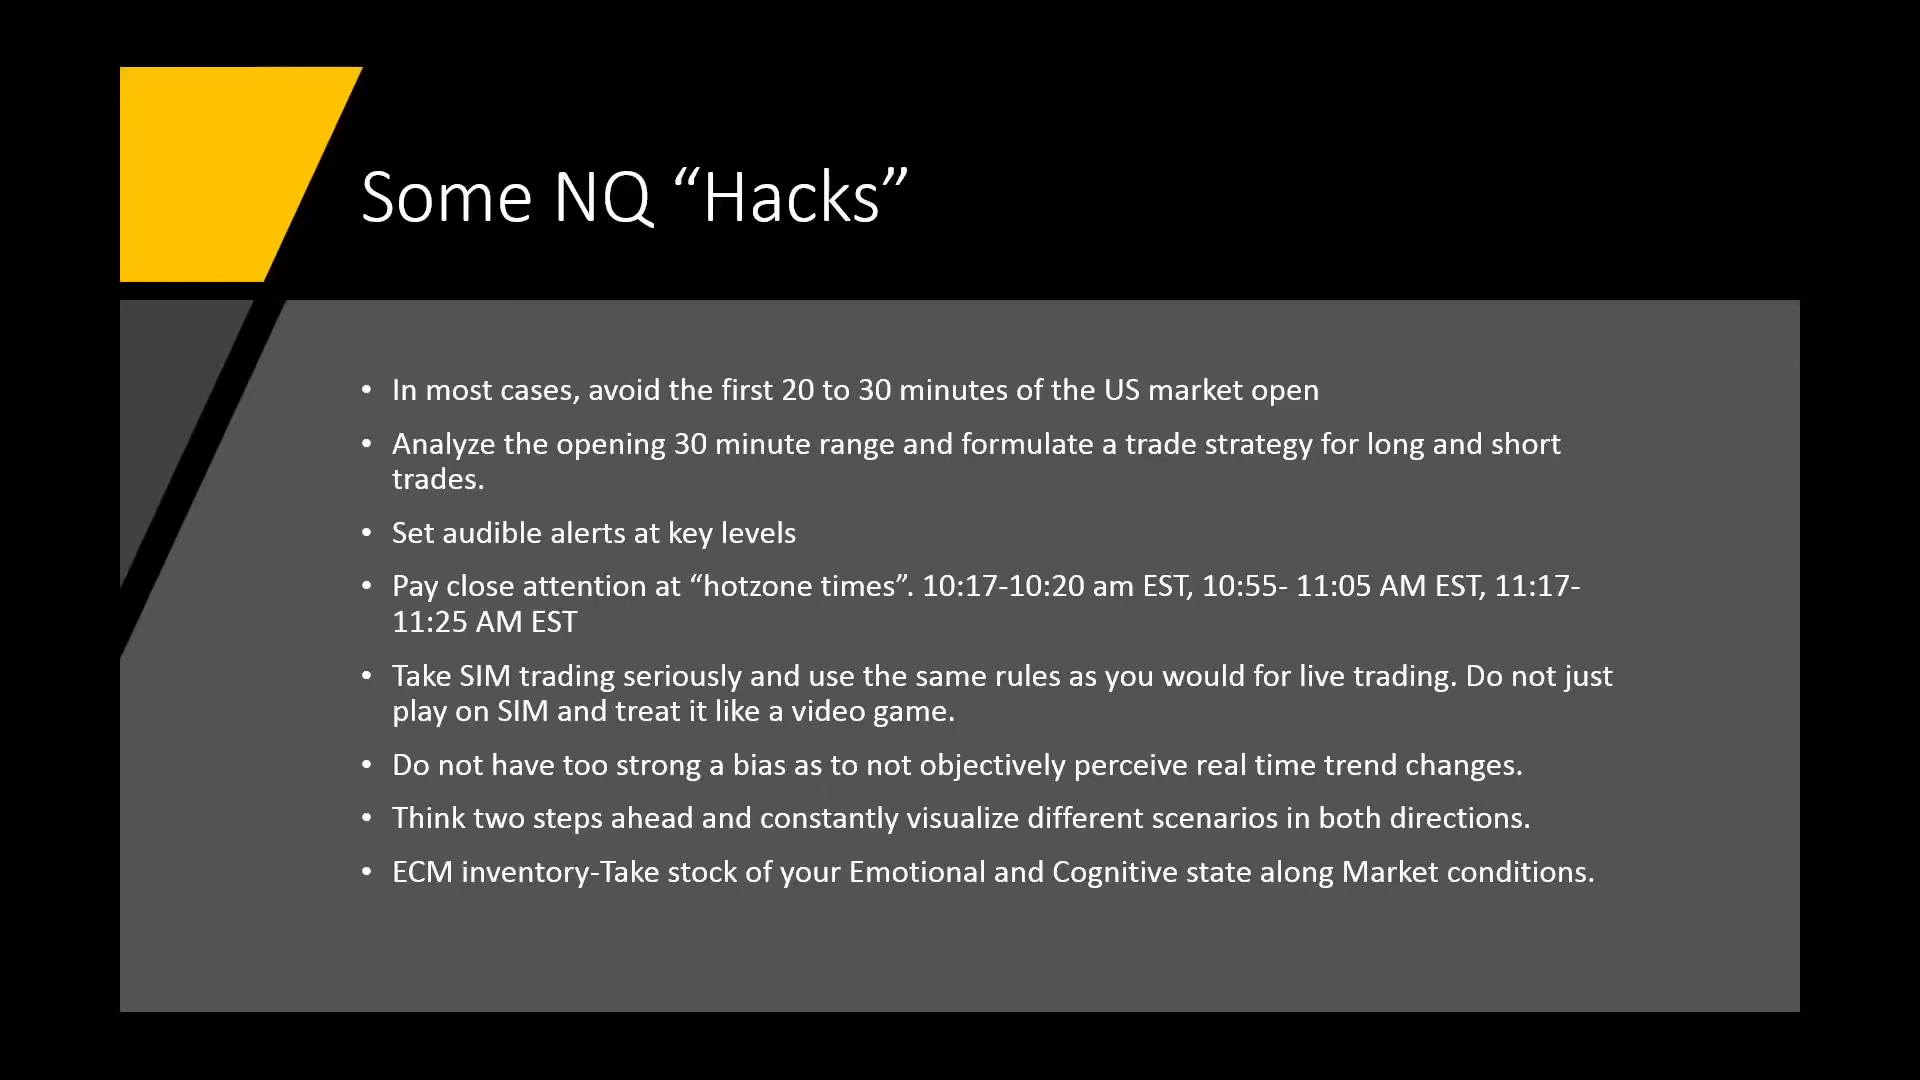 Some NQ “Hacks”
• In most cases, avoid the first 20 to 30 minutes of the US market open
• Analyze the opening 30 minute range and formulate a trade strategy for long and short
trades.
• Set audible alerts at key levels
• Pay close attention at “hotzone times”. 10:17-10:20 am EST, 10:55- 11:05 AM EST, 11:17-
11:25 AM EST
• Take SIM trading seriously and use the same rules as you would for live trading. Do not just
play on SIM and treat it like a video game.
• Do not have too strong a bias as to not objectively perceive real time trend changes.
• Think two steps ahead and constantly visualize different scenarios in both directions.
• ECM inventory-Take stock of your Emotional and Cognitive state along Market conditions.